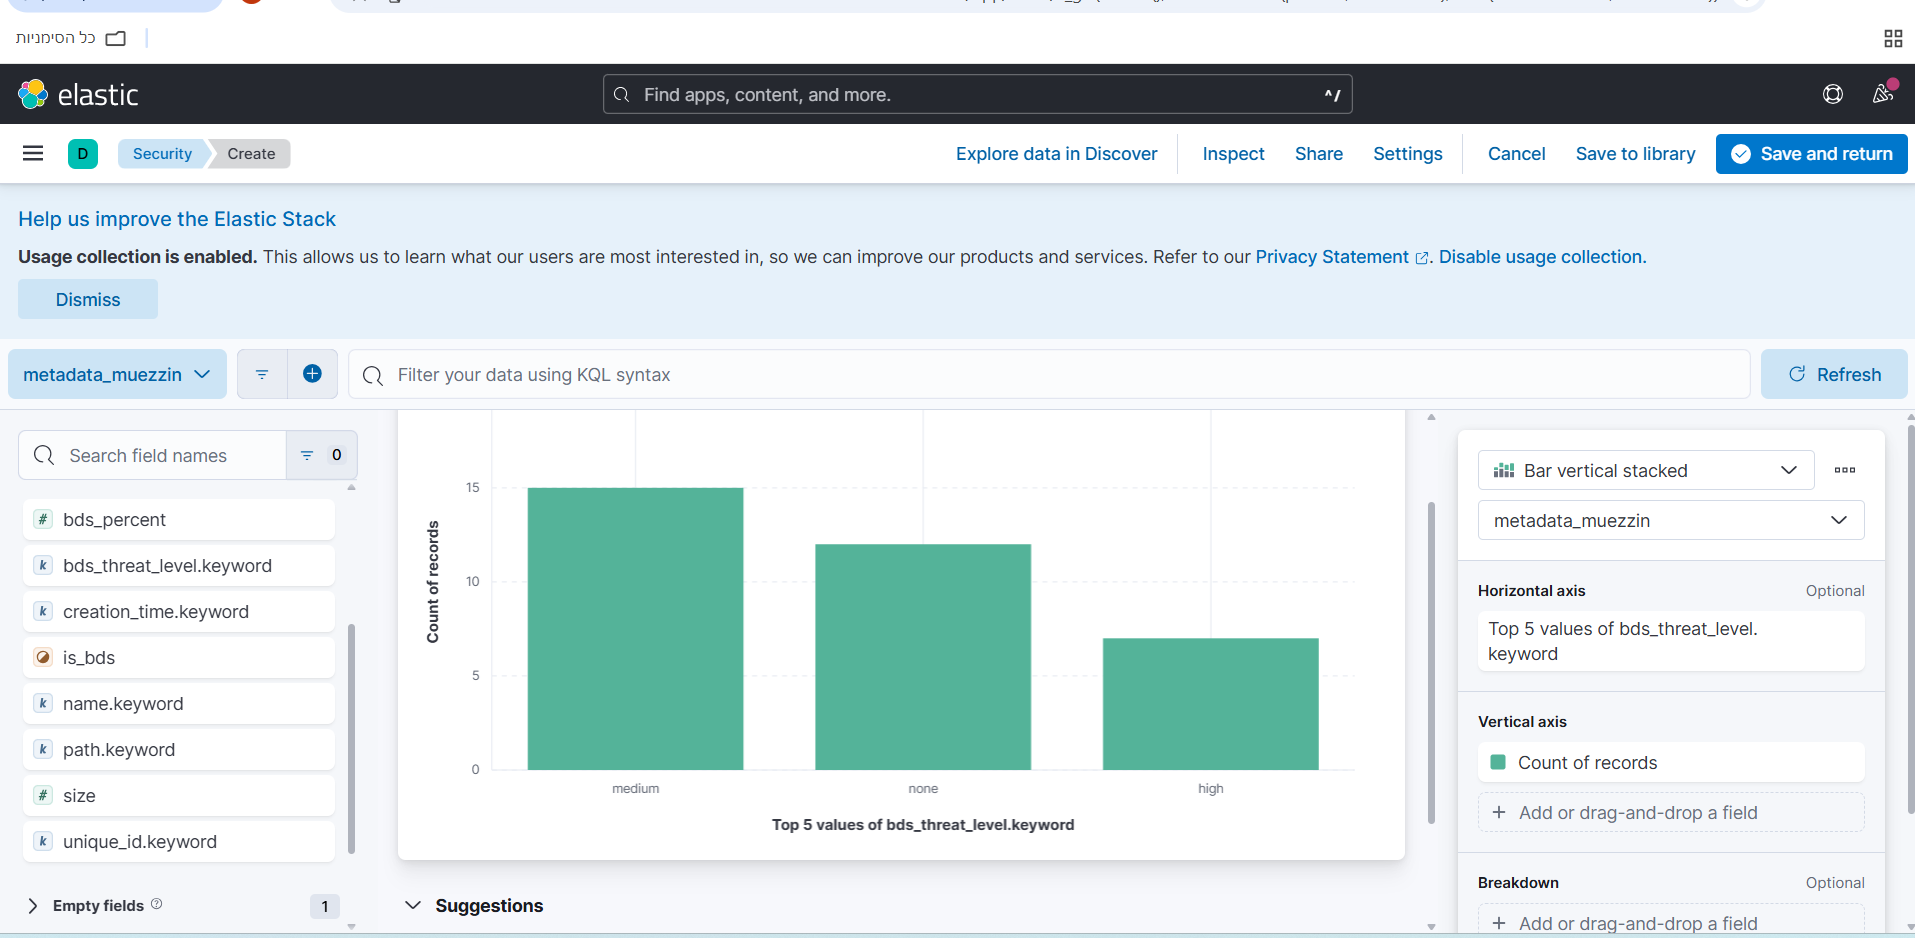 כל הסימניות
elastic
Find apps, content, and more.
^/
D
Security
Create
Explore data in Discover
Inspect
Share
Settings
Cancel
Save to library
Save and return
Help us improve the Elastic Stack
Usage collection is enabled. This allows us to learn what our users are most interested in, so we can improve our products and services. Refer to our Privacy Statement. Disable usage collection.
Dismiss
metadata_muezzin
Filter your data using KQL syntax
Refresh
Search field names
0
# bds_percent
k bds_threat_level.keyword
k creation_time.keyword
is_bds
k name.keyword
k path.keyword
# size
k unique_id.keyword
Empty fields
1
Count of records
15
10
5
0
medium
none
high
Top 5 values of bds_threat_level.keyword
Suggestions
Bar vertical stacked
metadata_muezzin
Horizontal axis
Optional
Top 5 values of bds_threat_level.
keyword
Vertical axis
Count of records
+ Add or drag-and-drop a field
Breakdown
Optional
+ Add or drag-and-drop a field